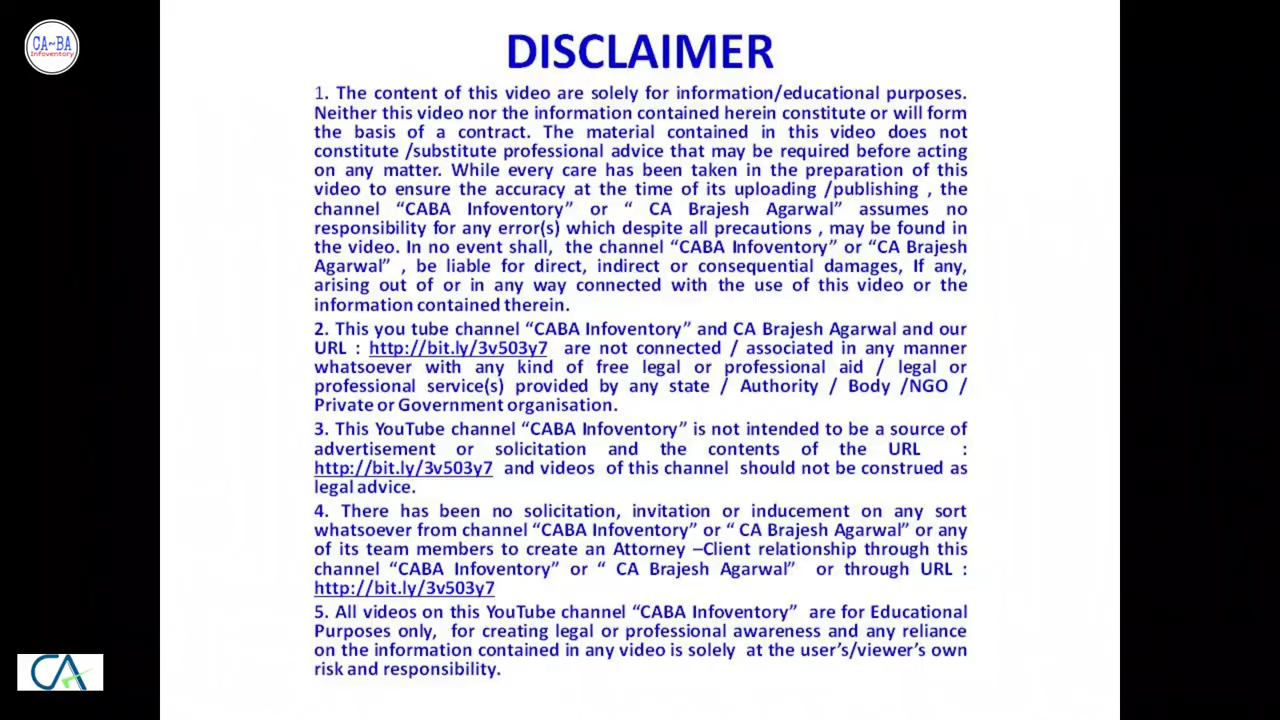 CA~BA
Infoventory
DISCLAIMER
1. The content of this video are solely for information/educational purposes.
Neither this video nor the information contained herein constitute or will form
the basis of a contract. The material contained in this video does not
constitute /substitute professional advice that may be required before acting
on any matter. While every care has been taken in the preparation of this
video to ensure the accuracy at the time of its uploading /publishing , the
channel “CABA Infoventory” or “ CA Brajesh Agarwal” assumes no
responsibility for any error(s) which despite all precautions , may be found in
the video. In no event shall, the channel “CABA Infoventory” or “CA Brajesh
Agarwal” , be liable for direct, indirect or consequential damages, If any,
arising out of or in any way connected with the use of this video or the
information contained therein.
2. This you tube channel “CABA Infoventory” and CA Brajesh Agarwal and our
URL : http://bit.ly/3v503y7 are not connected / associated in any manner
whatsoever with any kind of free legal or professional aid / legal or
professional service(s) provided by any state / Authority / Body /NGO /
Private or Government organisation.
3. This YouTube channel “CABA Infoventory” is not intended to be a source of
advertisement or solicitation and the contents of the URL :
http://bit.ly/3v503y7 and videos of this channel should not be construed as
legal advice.
4. There has been no solicitation, invitation or inducement on any sort
whatsoever from channel “CABA Infoventory” or “ CA Brajesh Agarwal” or any
of its team members to create an Attorney –Client relationship through this
channel “CABA Infoventory” or “ CA Brajesh Agarwal” or through URL :
http://bit.ly/3v503y7
5. All videos on this YouTube channel “CABA Infoventory” are for Educational
Purposes only, for creating legal or professional awareness and any reliance
on the information contained in any video is solely at the user’s/viewer’s own
risk and responsibility.
CA